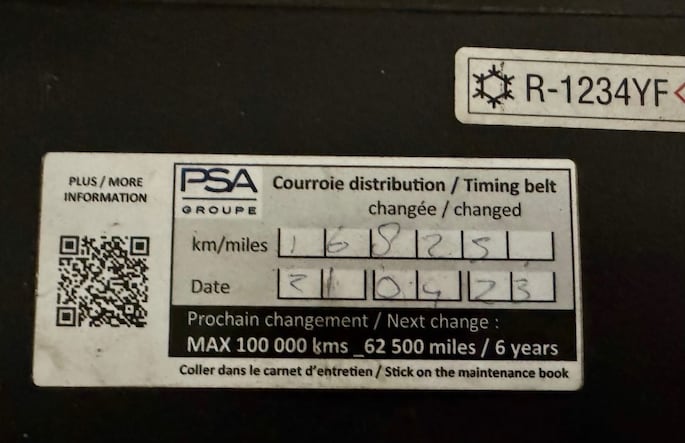 R-1234YF
PLUS / MORE
INFORMATION
PSA
GROUPE
Courroie distribution / Timing belt
changée / changed
km/miles 16825
Date 21 04 23
Prochain changement / Next change :
MAX 100 000 kms _62 500 miles / 6 years
Coller dans le carnet d'entretien / Stick on the maintenance book